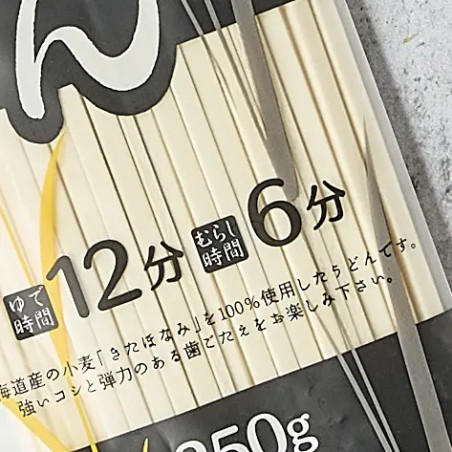 ん
ゆで時間 12分 むらし時間 6分
海道産の小麦「きたほなみ」を100%使用したうどんです。
強いコシと弾力のある歯ごたえをお楽しみ下さい。
350g